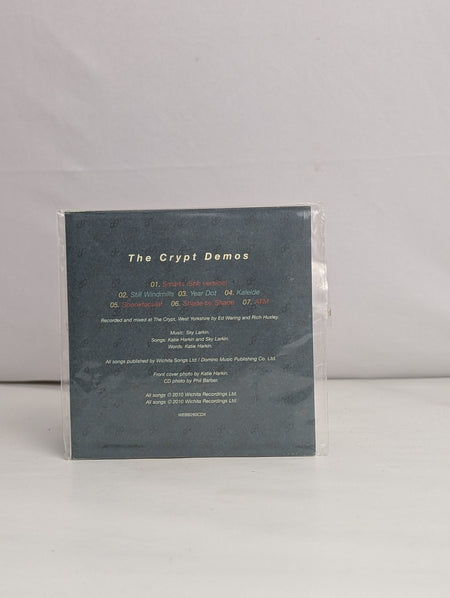 The Crypt Demos
01. Smarts
02. Still Windmills 03. Year Dot 04. Kaleide
05. Spooktacular 06. Shade by Shade 07. ATM
Recorded and mixed at The Crypt, West Yorkshire by Ed Waring and Rich Huxley.
Music: Sky Larkin.
Songs: Katie Harkin and Sky Larkin.
Words: Katie Harkin.
All songs published by Wichita Songs Ltd / Domino Music Publishing Co. Ltd.
Front cover photo by Katie Harkin.
CD photo by Phil Barber.
All songs ℗ 2010 Wichita Recordings Ltd.
All songs © 2010 Wichita Recordings Ltd.